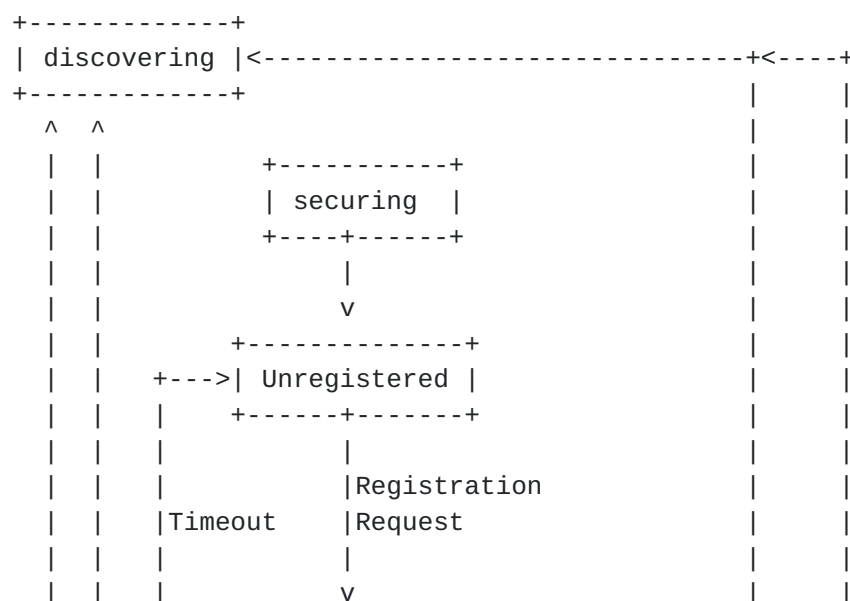 discovering
securing
Unregistered
Registration
Timeout Request